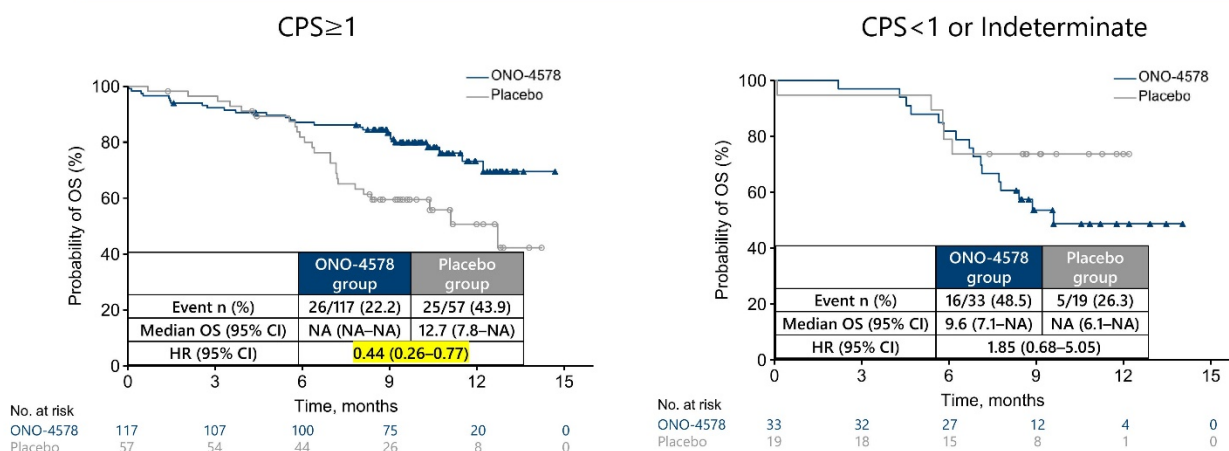 CPS≥1
ONO-4578
Placebo
Probability of OS (%)
100
80
60
40
20
0
ONO-4578 group Placebo group
Event n (%) 26/117 (22.2) 25/57 (43.9)
Median OS (95% CI) NA (NA–NA) 12.7 (7.8–NA)
HR (95% CI) 0.44 (0.26–0.77)
0 3 6 9 12 15
Time, months
No. at risk
ONO-4578 117 107 100 75 20 0
Placebo 57 54 44 26 8 0
CPS<1 or Indeterminate
ONO-4578
Placebo
Probability of OS (%)
100
80
60
40
20
0
ONO-4578 group Placebo group
Event n (%) 16/33 (48.5) 5/19 (26.3)
Median OS (95% CI) 9.6 (7.1–NA) NA (6.1–NA)
HR (95% CI) 1.85 (0.68–5.05)
0 3 6 9 12 15
Time, months
No. at risk
ONO-4578 33 32 27 12 4 0
Placebo 19 18 15 8 1 0